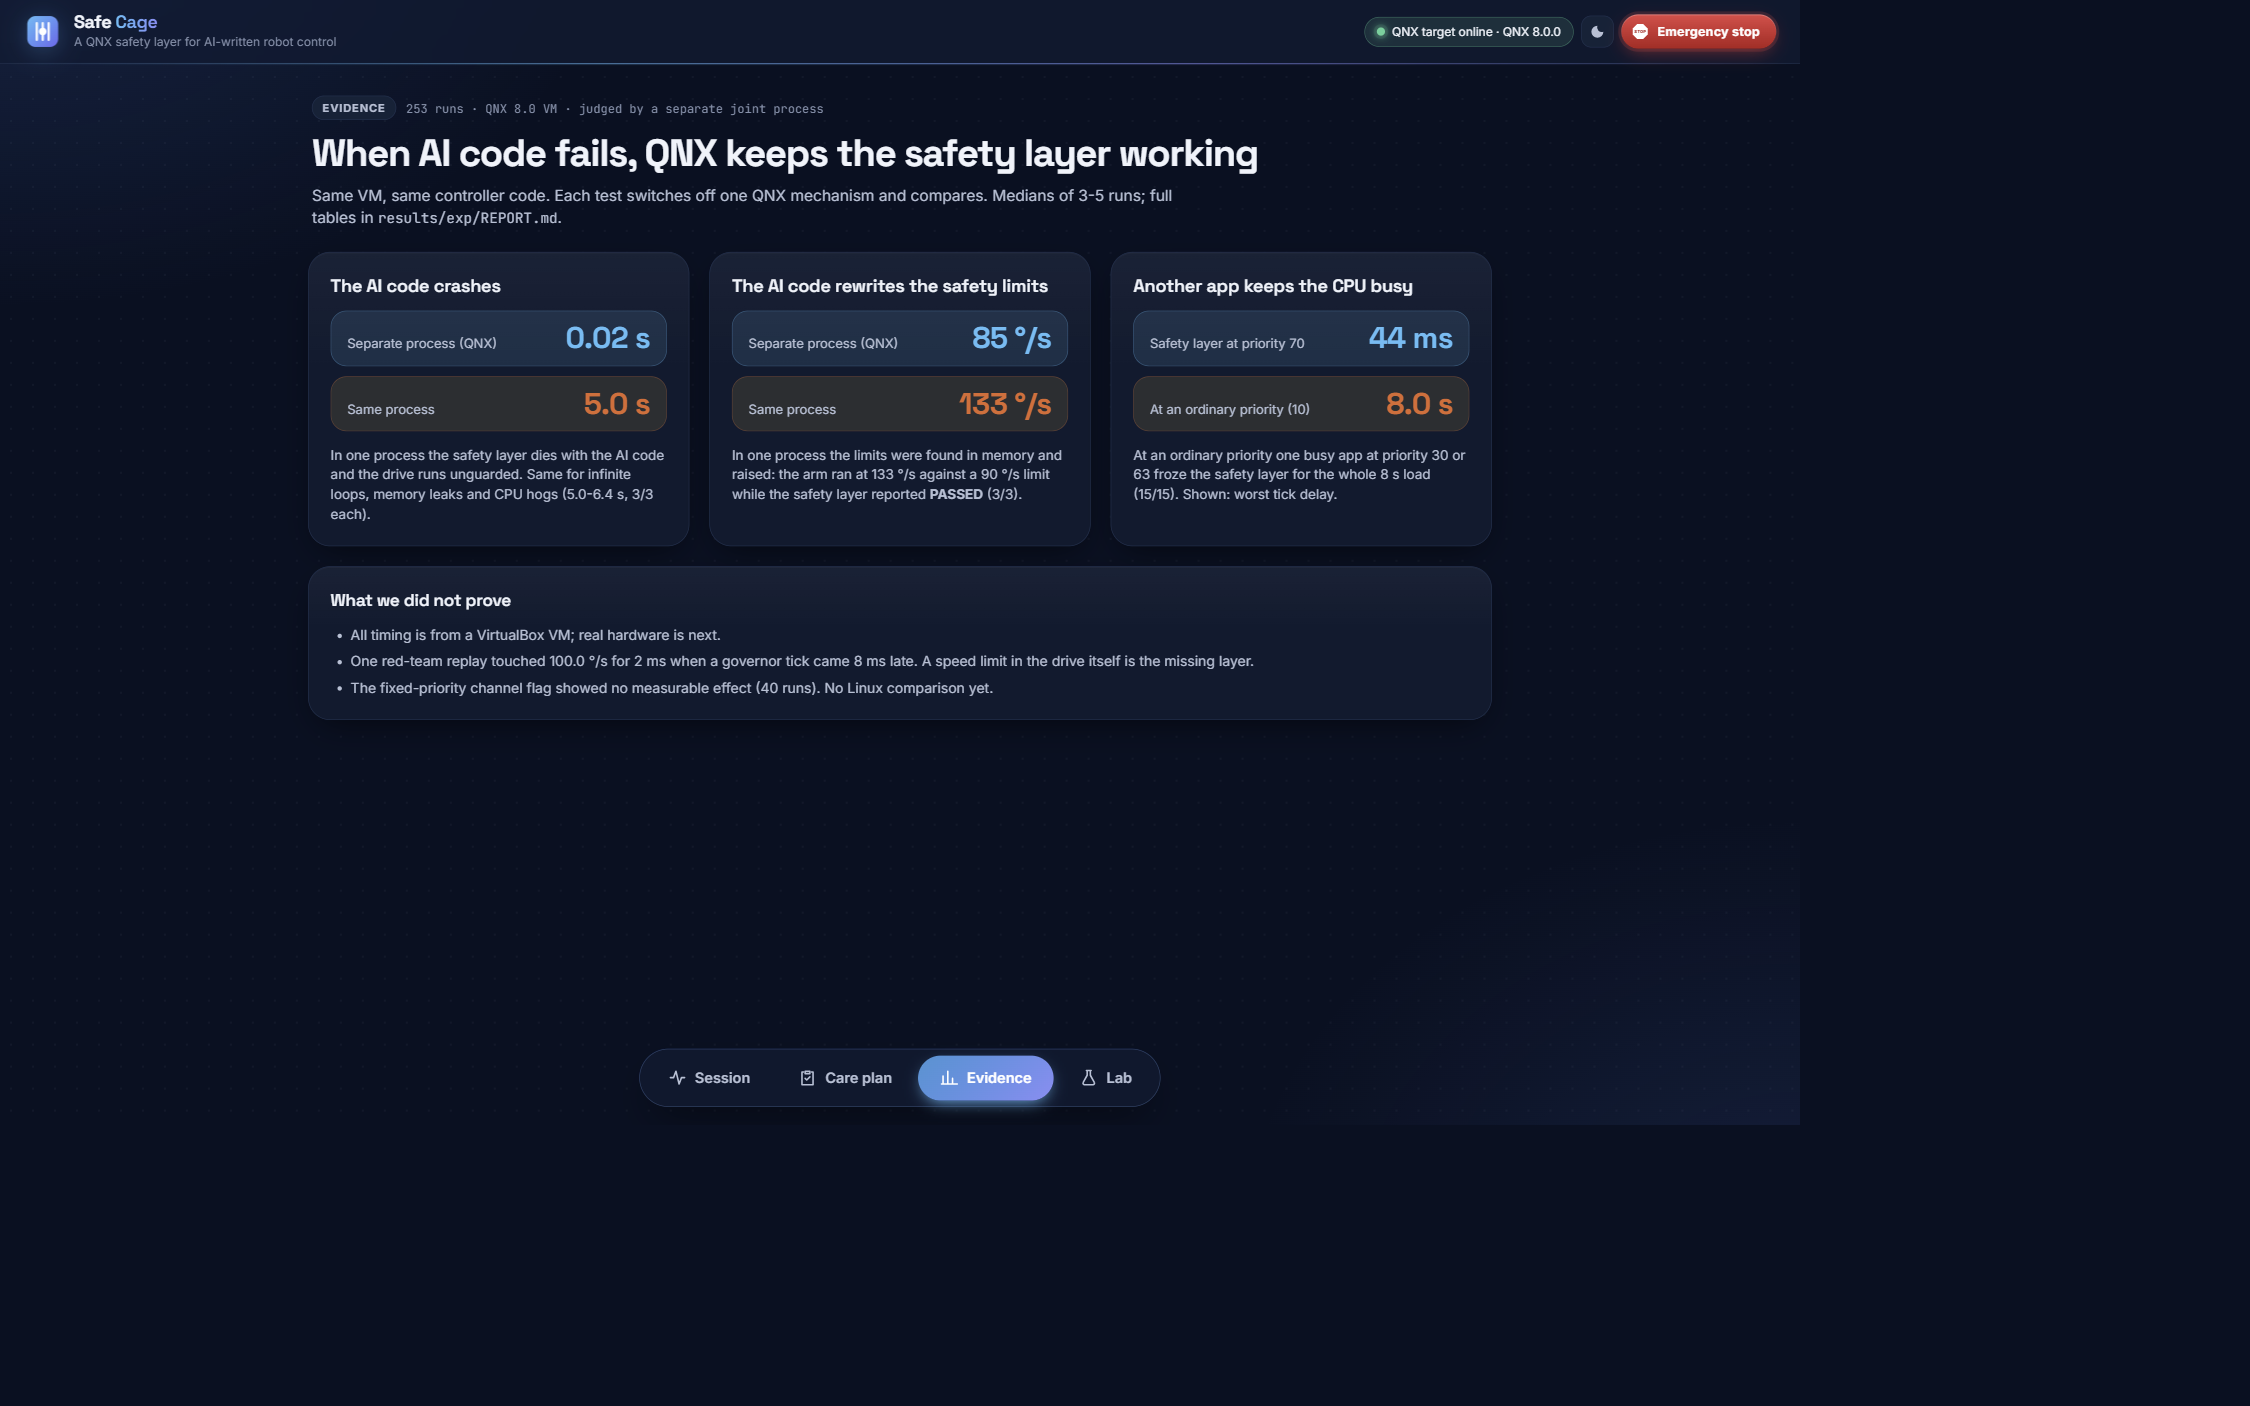 Safe Cage
A QNX safety layer for AI-written robot control
QNX target online · QNX 8.0.0
STOP Emergency stop
EVIDENCE 253 runs · QNX 8.0 VM · judged by a separate joint process
When AI code fails, QNX keeps the safety layer working
Same VM, same controller code. Each test switches off one QNX mechanism and compares. Medians of 3-5 runs; full
tables in results/exp/REPORT.md.
The AI code crashes
Separate process (QNX) 0.02 s
Same process 5.0 s
In one process the safety layer dies with the AI code
and the drive runs unguarded. Same for infinite
loops, memory leaks and CPU hogs (5.0-6.4 s, 3/3
each).
The AI code rewrites the safety limits
Separate process (QNX) 85 °/s
Same process 133 °/s
In one process the limits were found in memory and
raised: the arm ran at 133 °/s against a 90 °/s limit
while the safety layer reported PASSED (3/3).
Another app keeps the CPU busy
Safety layer at priority 70 44 ms
At an ordinary priority (10) 8.0 s
At an ordinary priority one busy app at priority 30 or
63 froze the safety layer for the whole 8 s load
(15/15). Shown: worst tick delay.
What we did not prove
• All timing is from a VirtualBox VM; real hardware is next.
• One red-team replay touched 100.0 °/s for 2 ms when a governor tick came 8 ms late. A speed limit in the drive itself is the missing layer.
• The fixed-priority channel flag showed no measurable effect (40 runs). No Linux comparison yet.
Session
Care plan
Evidence
Lab